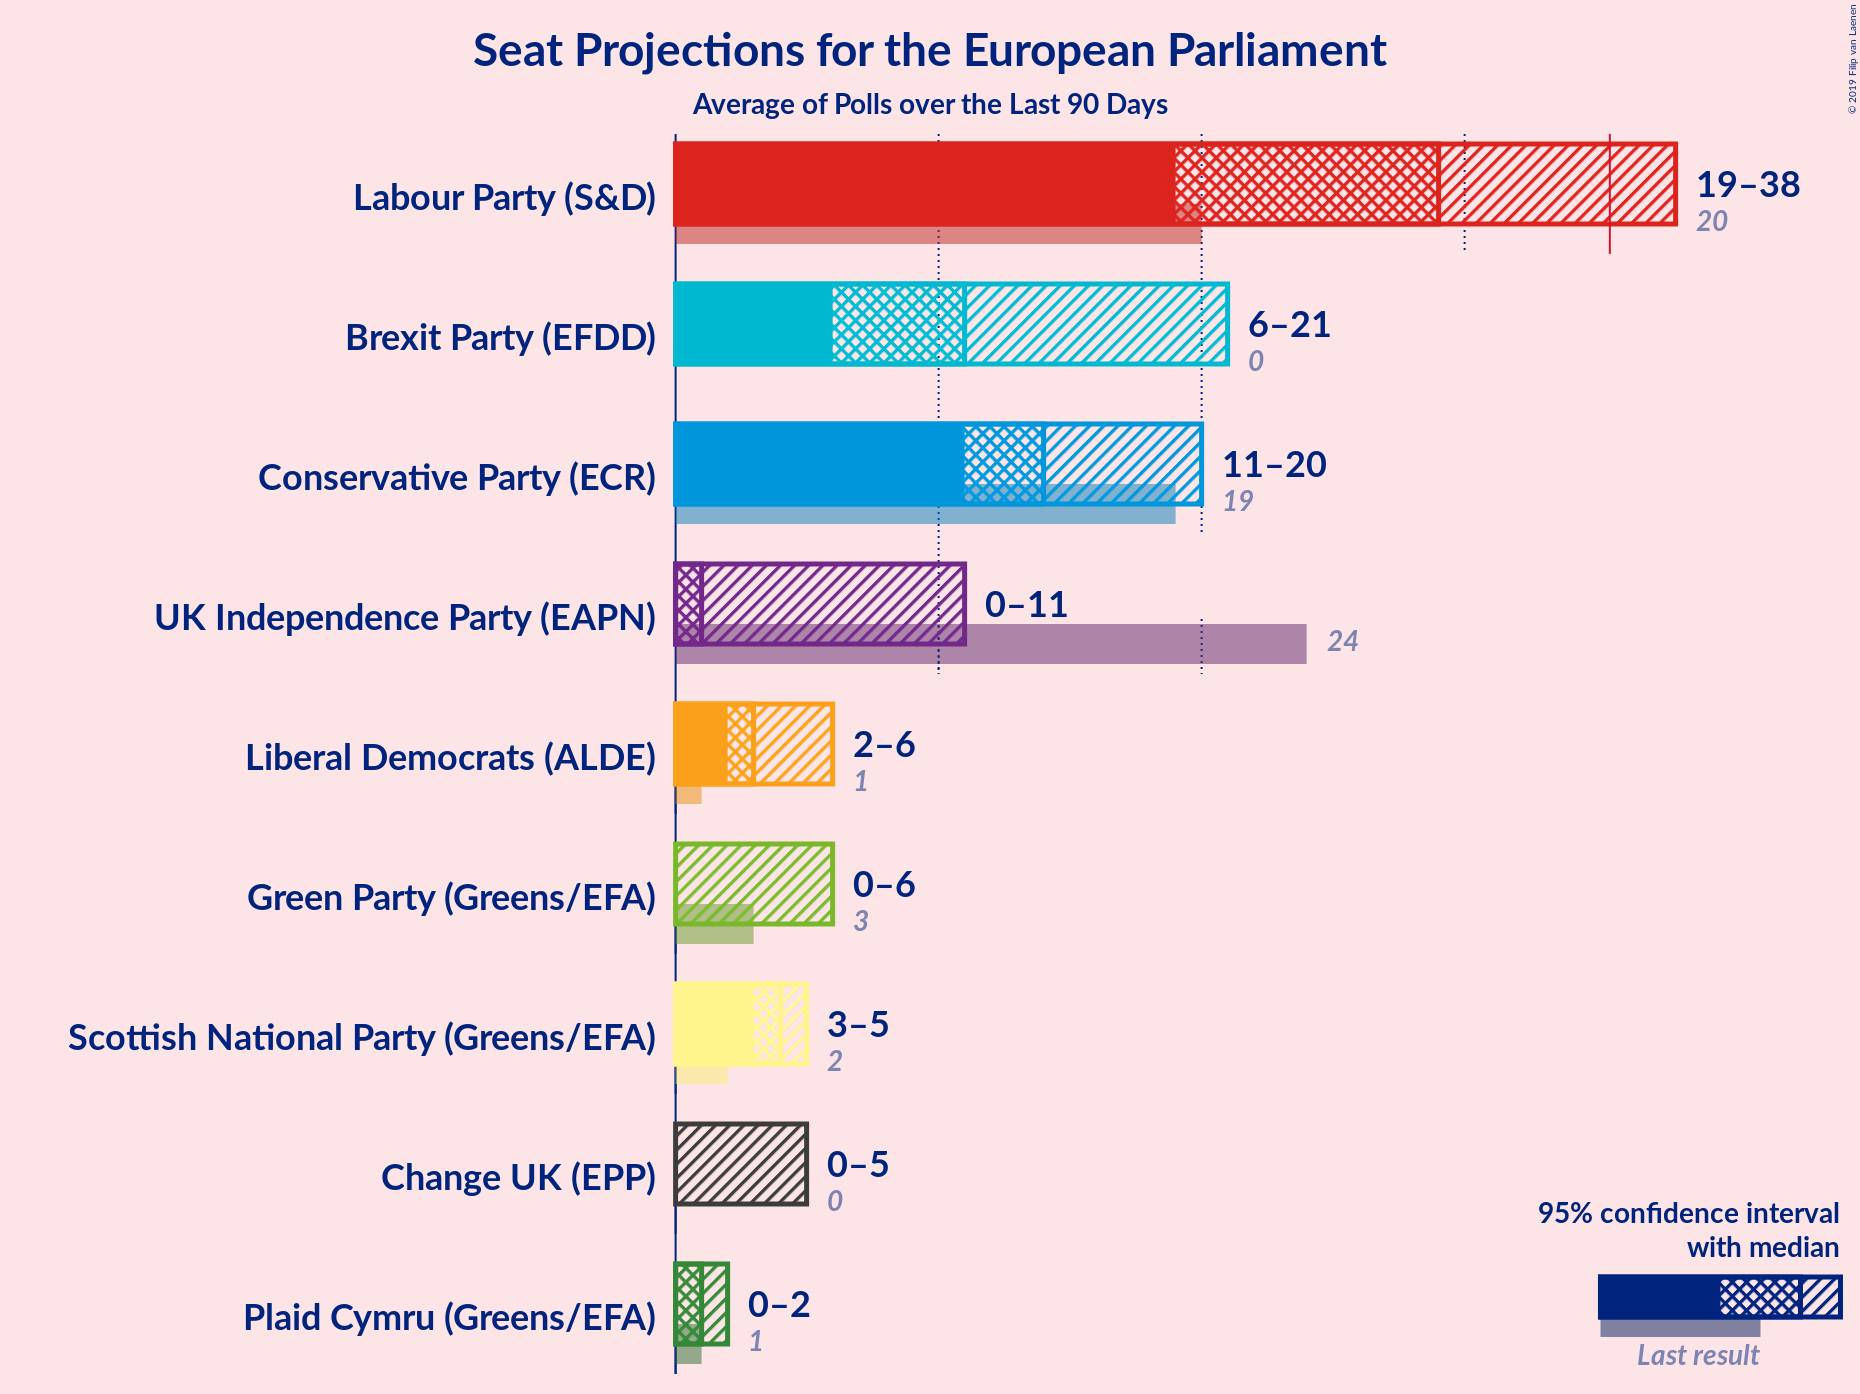 Seat Projections for the European Parliament
Average of Polls over the Last 90 Days
© 2019 Filip van Laenen
Labour Party (S&D)
19–38
20
Brexit Party (EFDD)
6–21
0
Conservative Party (ECR)
11–20
19
UK Independence Party (EAPN)
0–11
24
Liberal Democrats (ALDE)
2–6
1
Green Party (Greens/EFA)
0–6
3
Scottish National Party (Greens/EFA)
3–5
2
Change UK (EPP)
0–5
0
Plaid Cymru (Greens/EFA)
0–2
1
95% confidence interval
with median
Last result